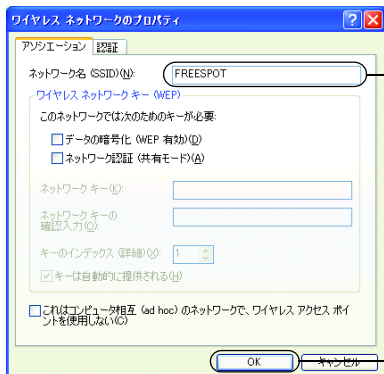 ワイヤレス ネットワークのプロパティ
アソシエーション 認証
ネットワーク名 (SSID)(N): FREESPOT
ワイヤレス ネットワーク キー (WEP)
このネットワークでは次のためのキーが必要:
データの暗号化 (WEP 有効)(D)
ネットワーク認証 (共有モード)(A)
ネットワーク キー(K):
ネットワーク キーの
確認入力(O):
キーのインデックス (詳細)(X): 1
キーは自動的に提供される(H)
これはコンピュータ相互 (ad hoc) のネットワークで、ワイヤレス アクセス ポイ
ントを使用しない(C)
OK キャンセル